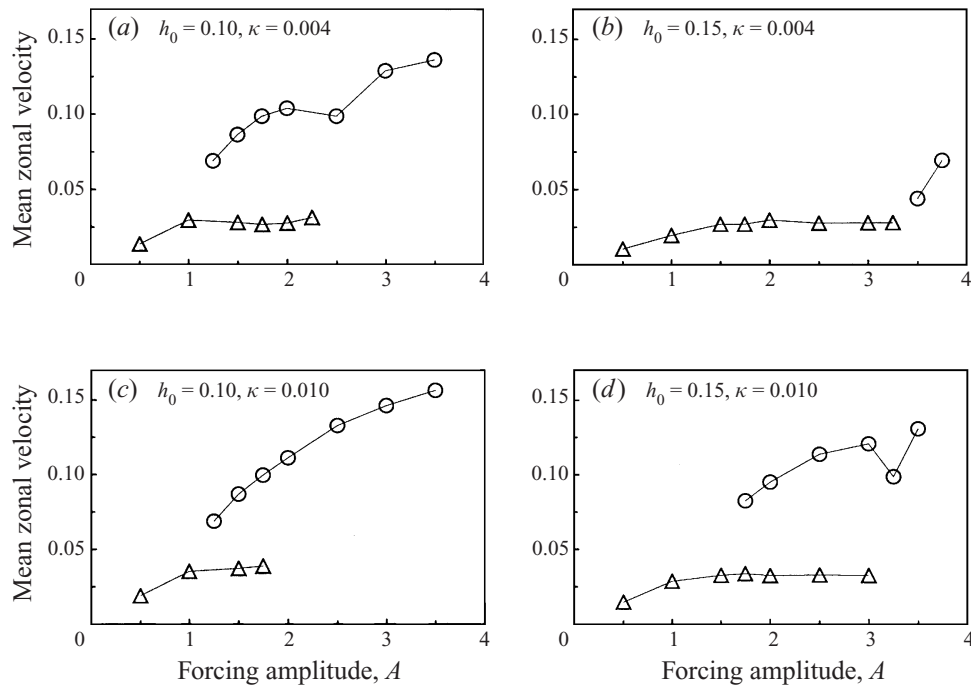 (a) h₀ = 0.10, κ = 0.004
0.15
0.10
0.05
Mean zonal velocity
0 1 2 3 4
(b) h₀ = 0.15, κ = 0.004
0.15
0.10
0.05
0 1 2 3 4
(c) h₀ = 0.10, κ = 0.010
0.15
0.10
0.05
Mean zonal velocity
0 1 2 3 4
Forcing amplitude, A
(d) h₀ = 0.15, κ = 0.010
0.15
0.10
0.05
0 1 2 3 4
Forcing amplitude, A